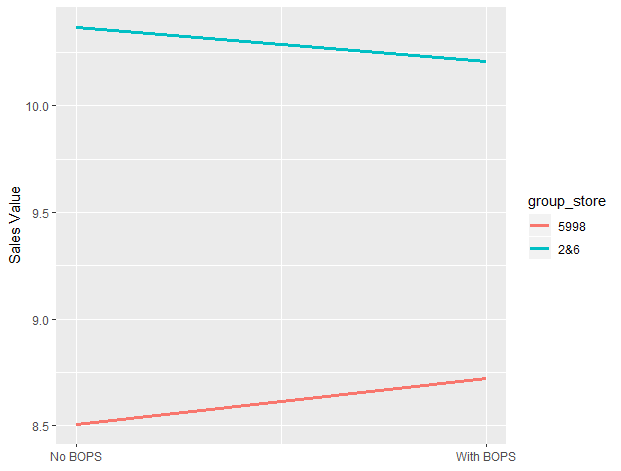 Sales Value
10.0
9.5
9.0
8.5
No BOPS
With BOPS
group_store
5998
2&6